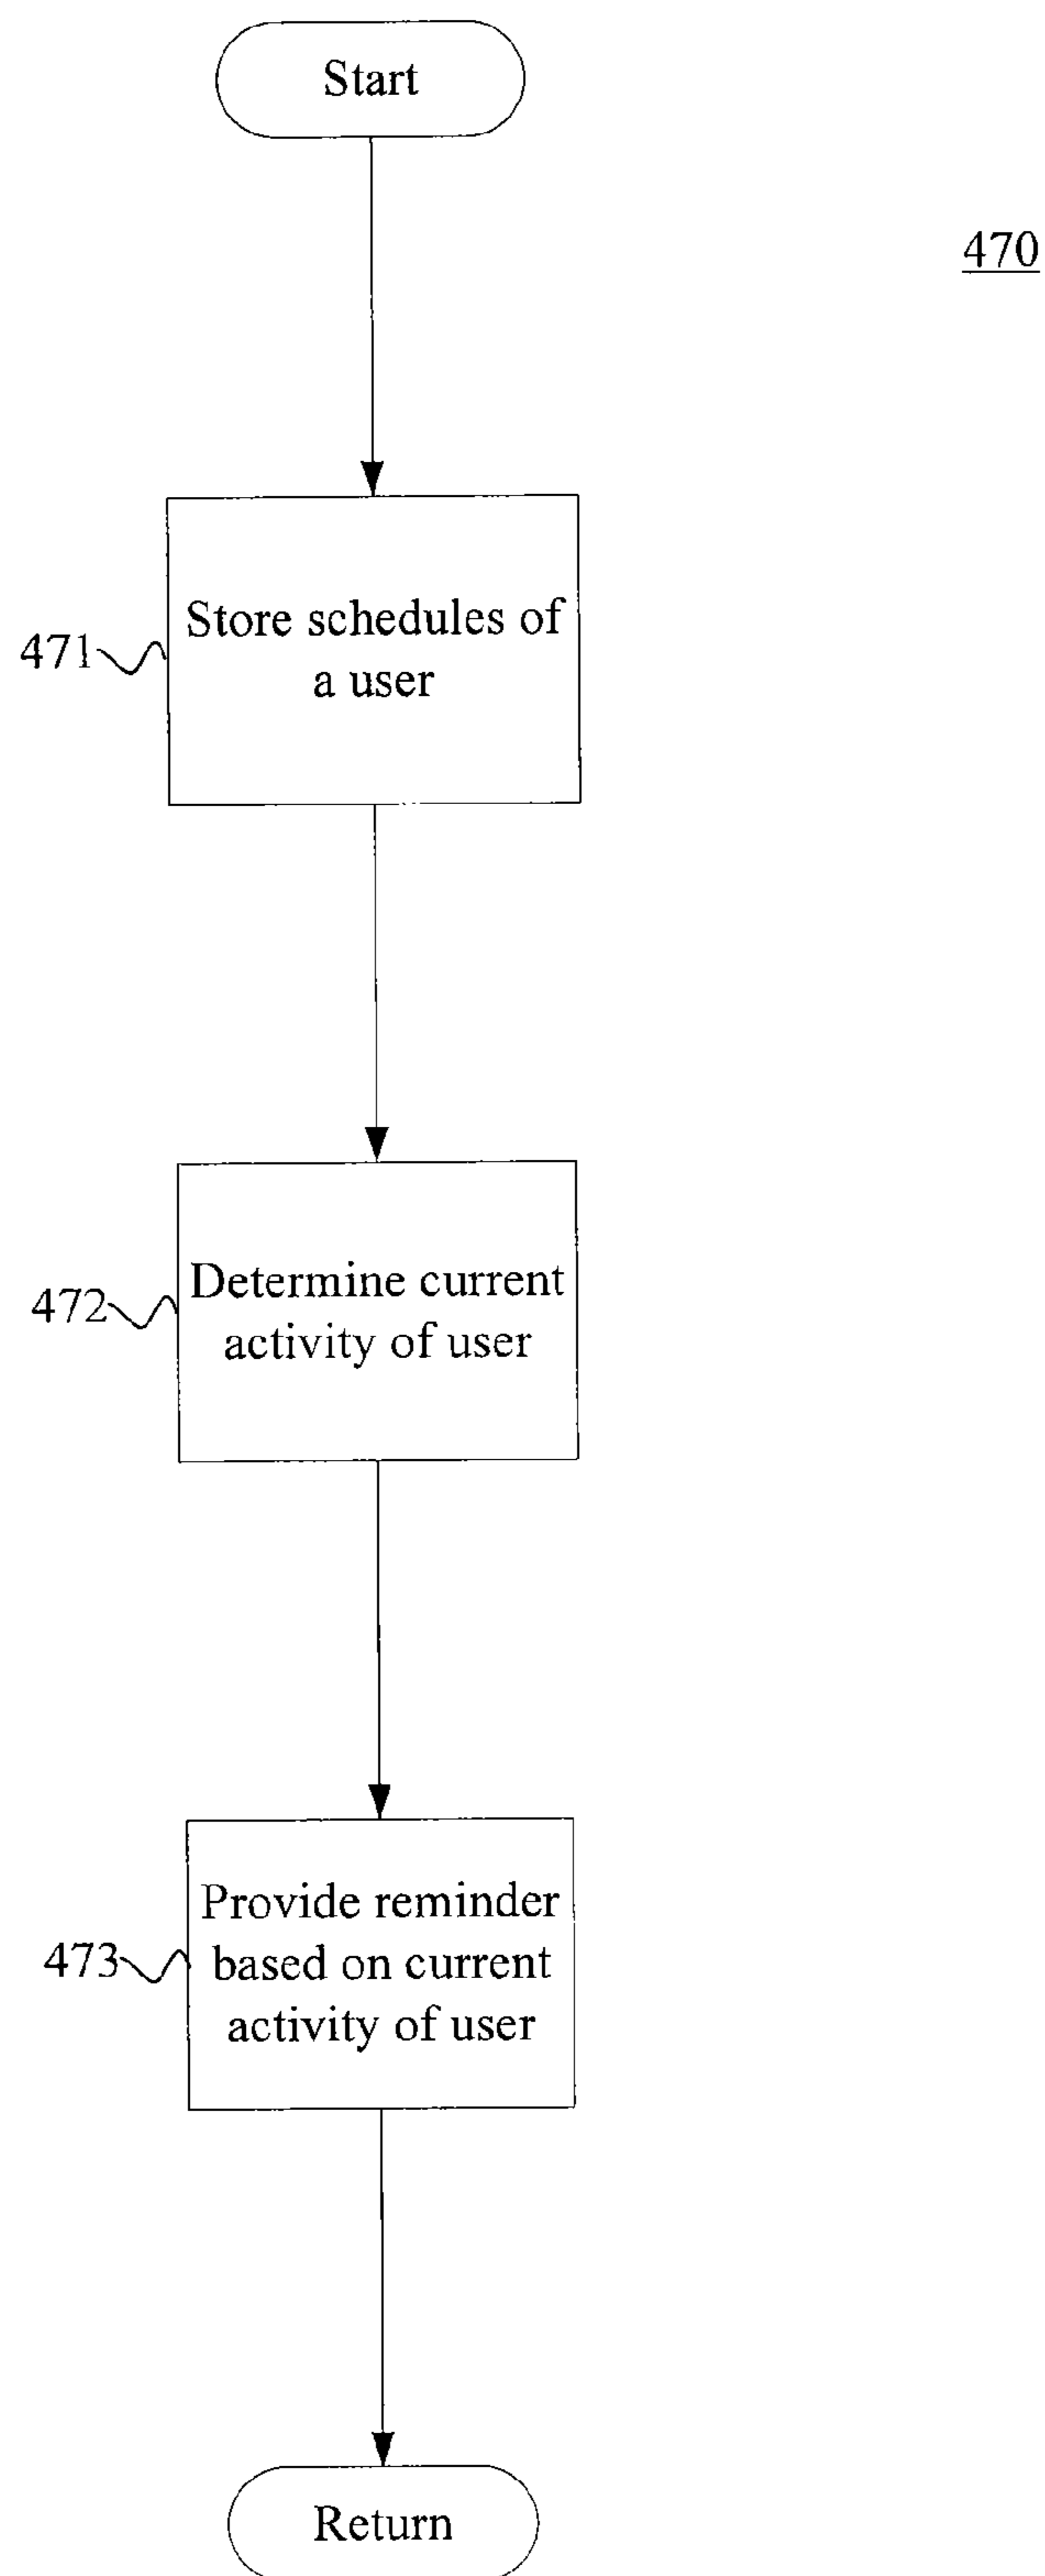 Start
470
Store schedules of
a user
471
Determine current
activity of user
472
Provide reminder
based on current
activity of user
473
Return